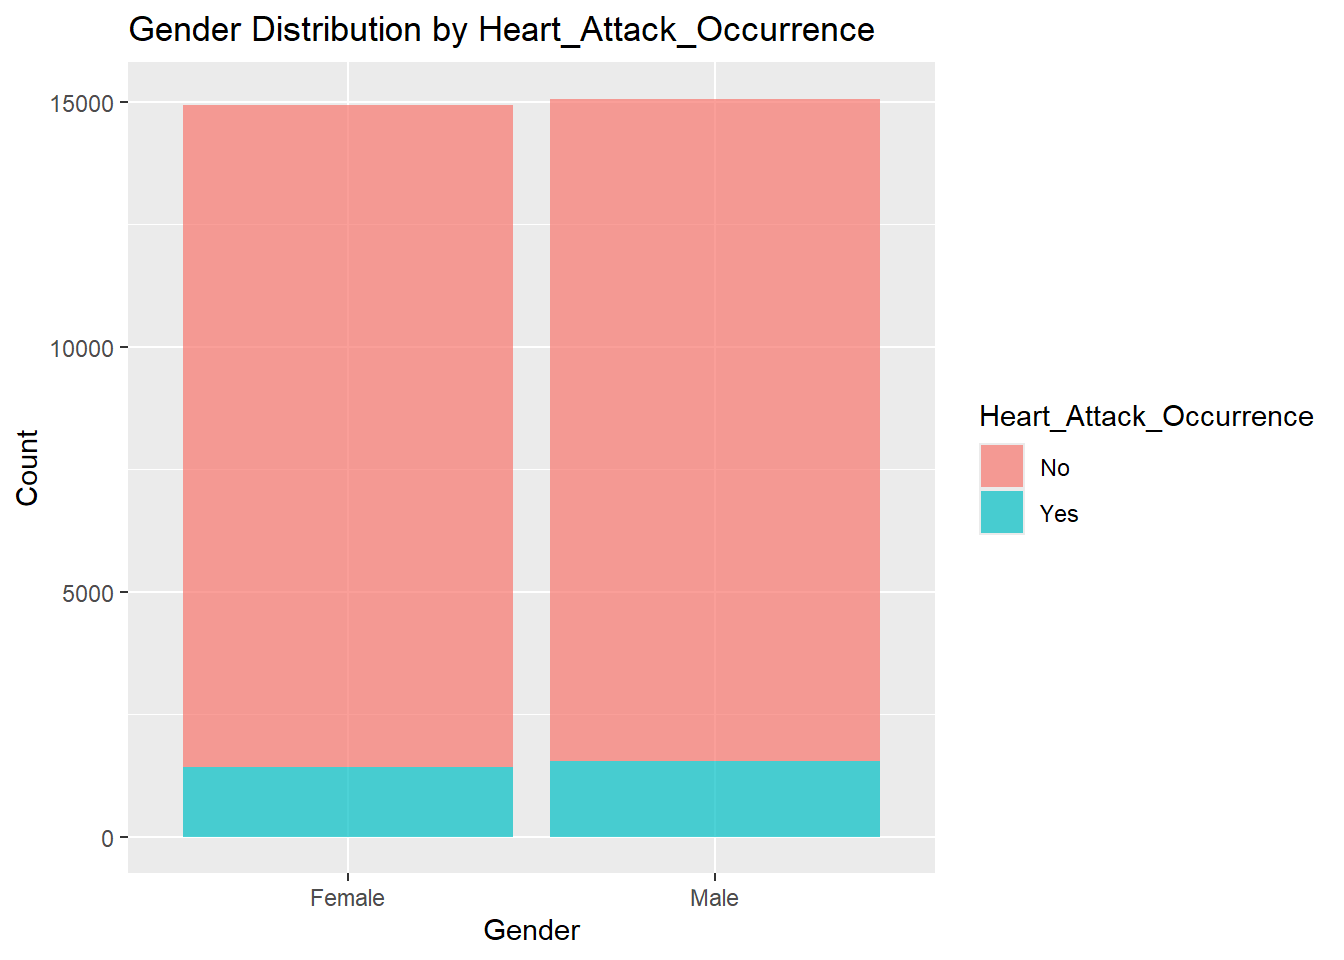 Gender Distribution by Heart_Attack_Occurrence
15000
10000
5000
0
Count
Female
Male
Gender
Heart_Attack_Occurrence
No
Yes